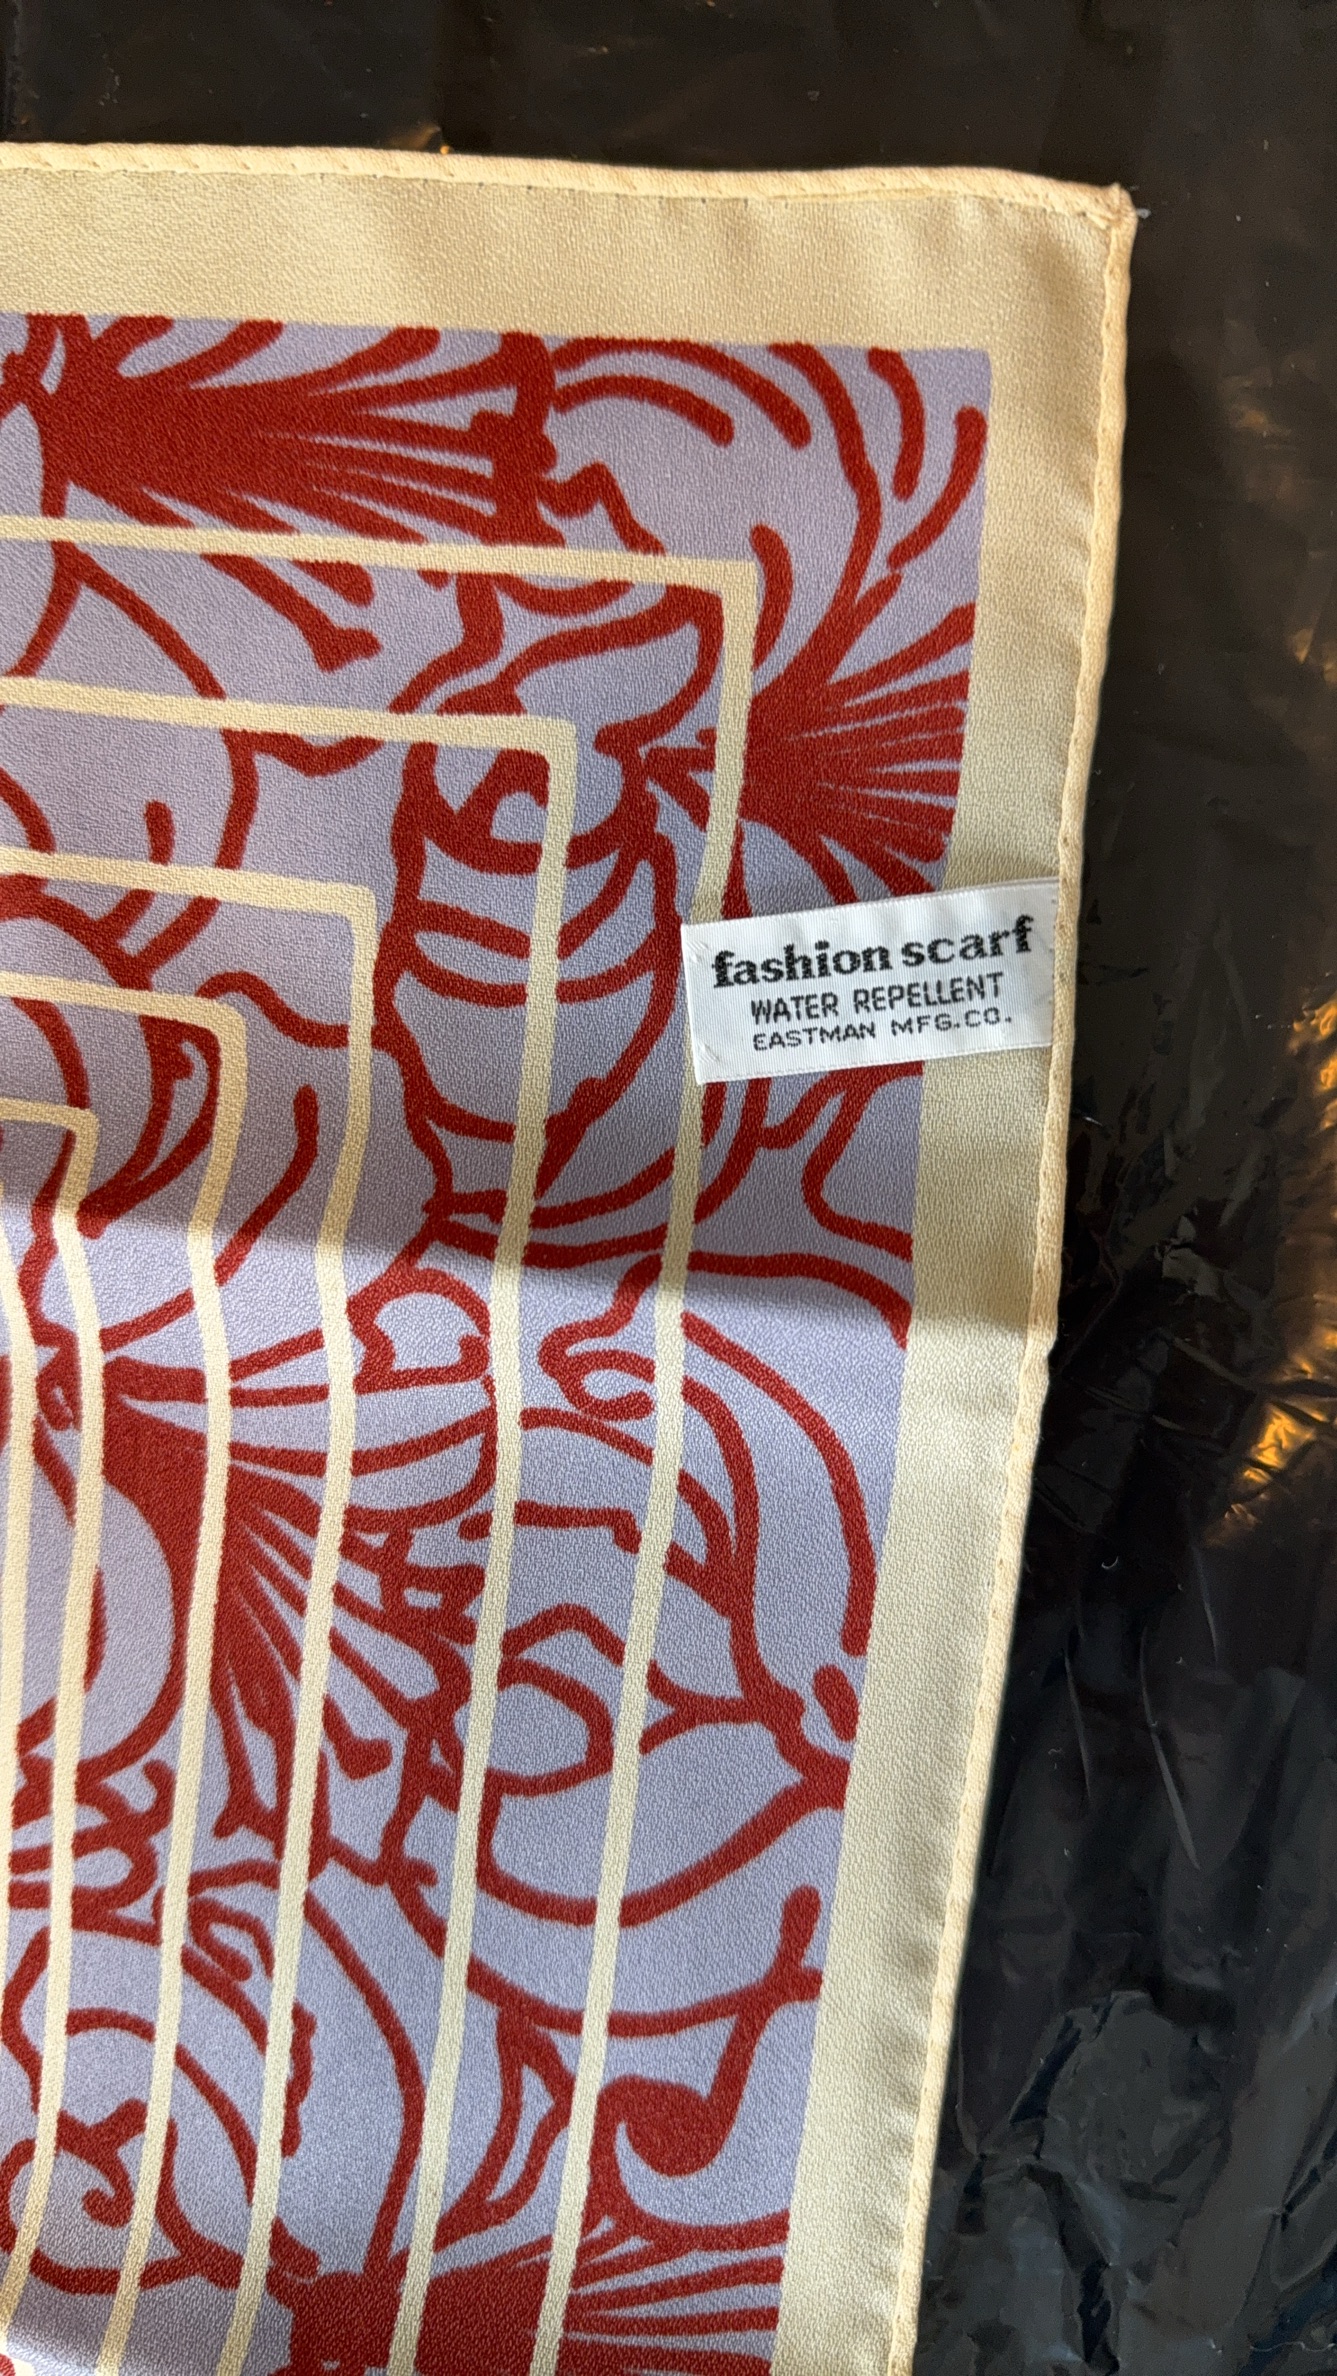 fashion scarf
WATER REPELLENT
EASTMAN MFG.CO.